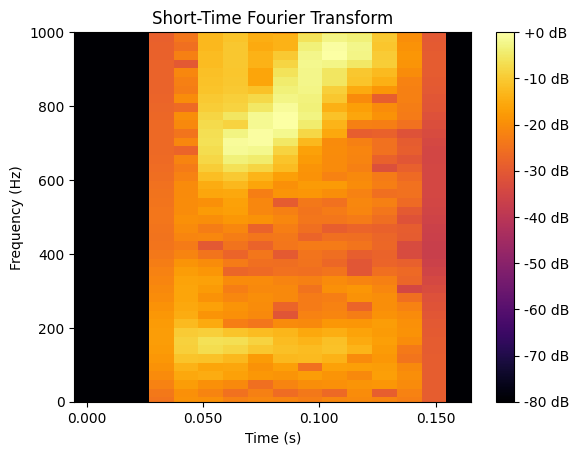 Short-Time Fourier Transform
Frequency (Hz)
1000
800
600
400
200
0
0.000
0.050
0.100
0.150
Time (s)
+0 dB
-10 dB
-20 dB
-30 dB
-40 dB
-50 dB
-60 dB
-70 dB
-80 dB